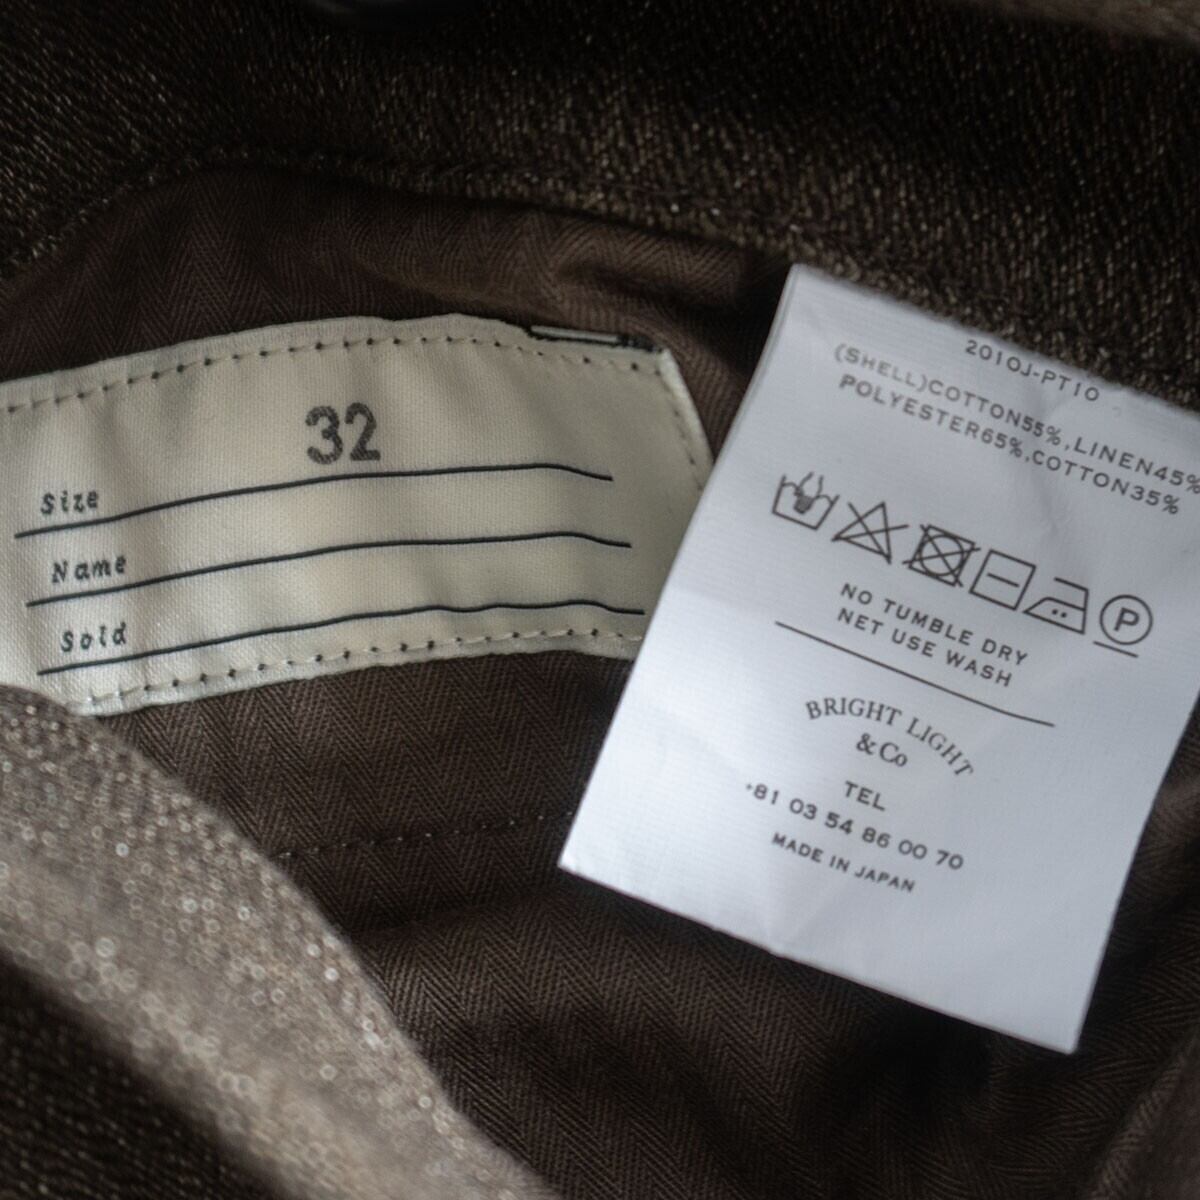 32
Size
Name
Sold
2010J-PT10
(SHELL)COTTON55%,LINEN45%
POLYESTER65%,COTTON35%
P
NO TUMBLE DRY
NET USE WASH
BRIGHT LIGHT
&Co
TEL
+81 03 54 86 00 70
MADE IN JAPAN